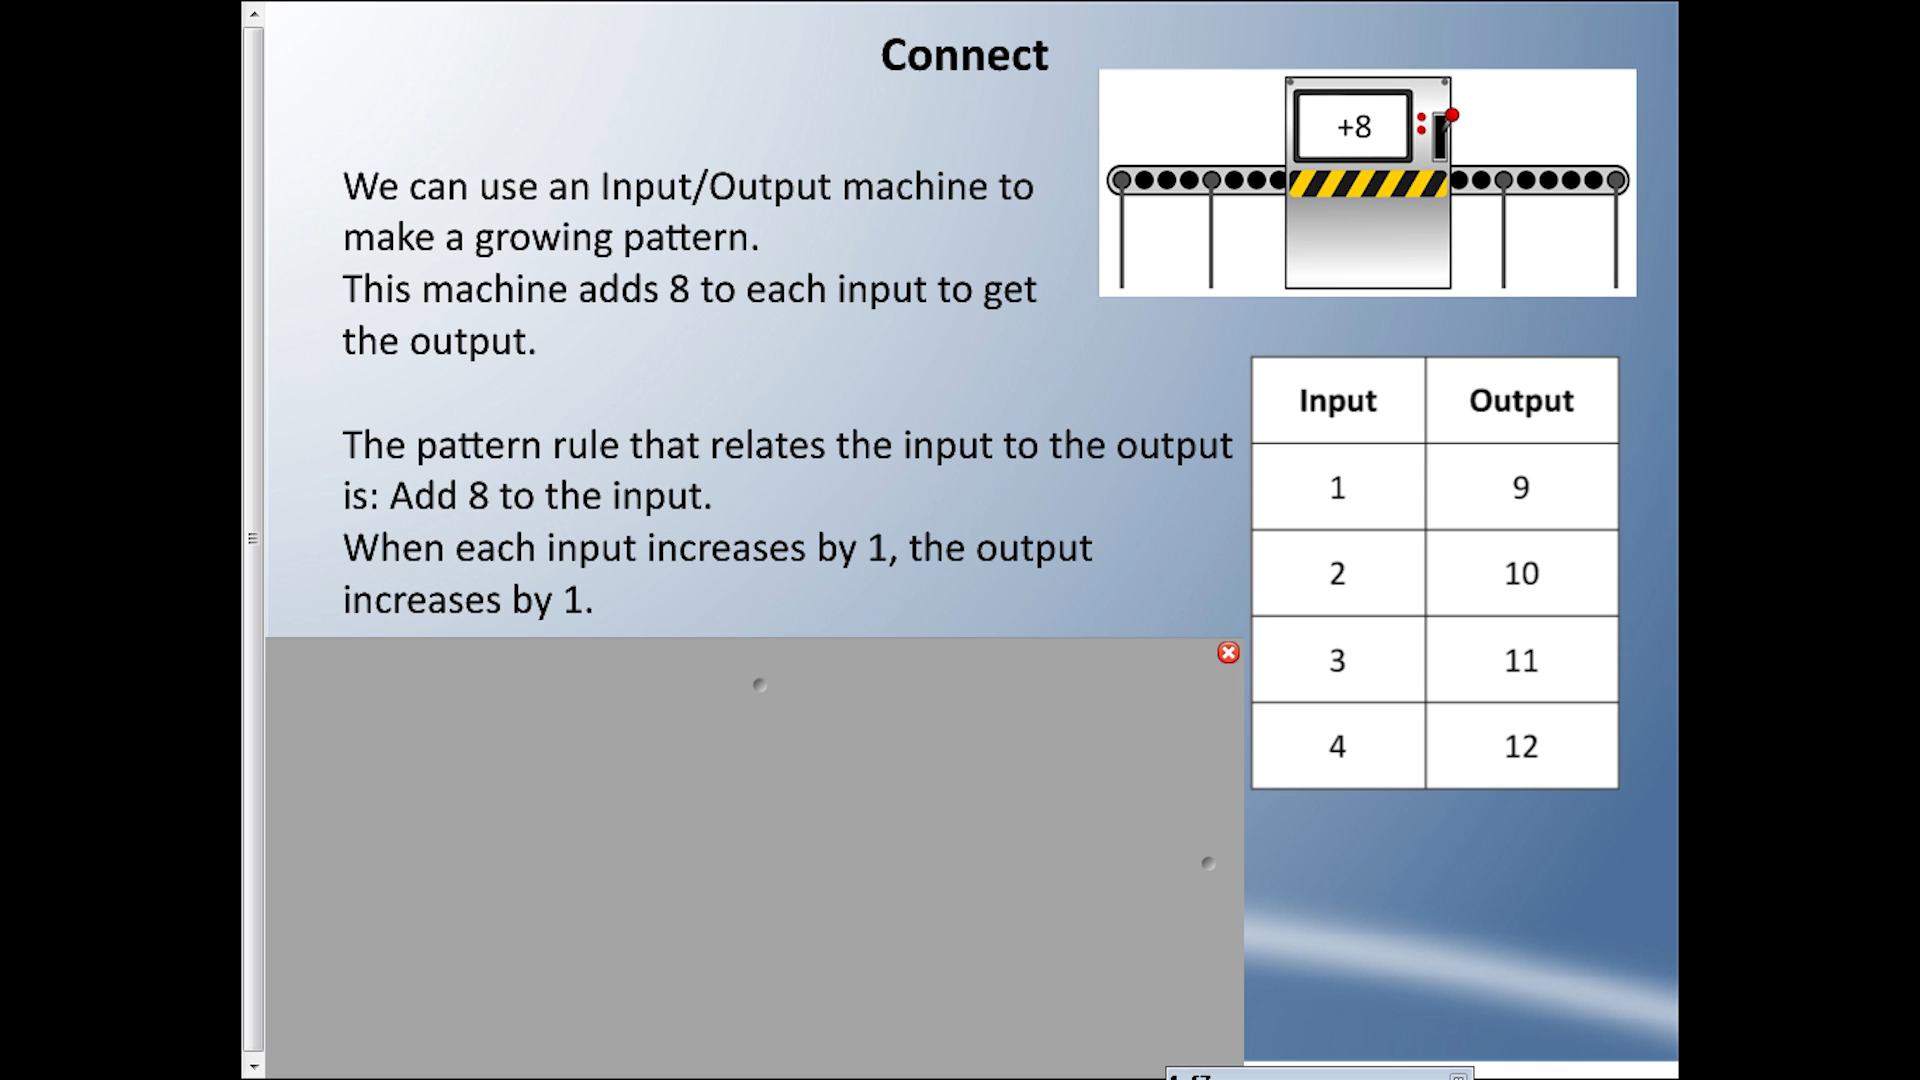 Connect
+8
We can use an Input/Output machine to
make a growing pattern.
This machine adds 8 to each input to get
the output.
The pattern rule that relates the input to the output
is: Add 8 to the input.
When each input increases by 1, the output
increases by 1.
Input Output
1 9
2 10
3 11
4 12